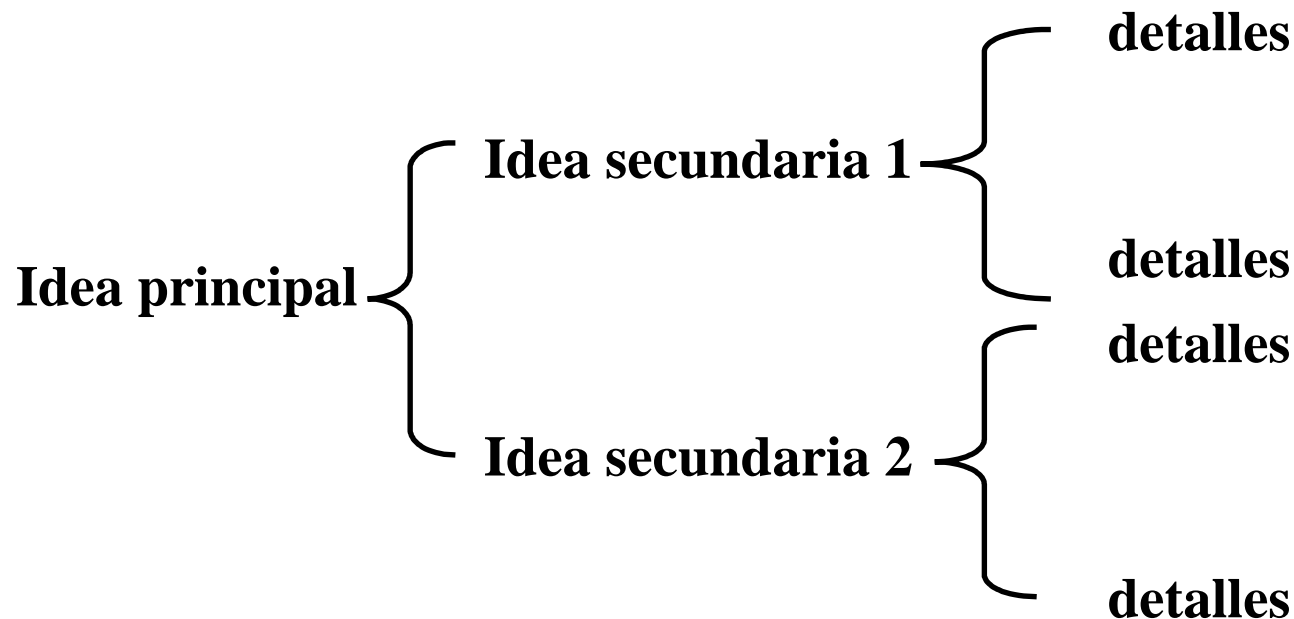 detalles
Idea secundaria 1
detalles
Idea principal
detalles
Idea secundaria 2
detalles